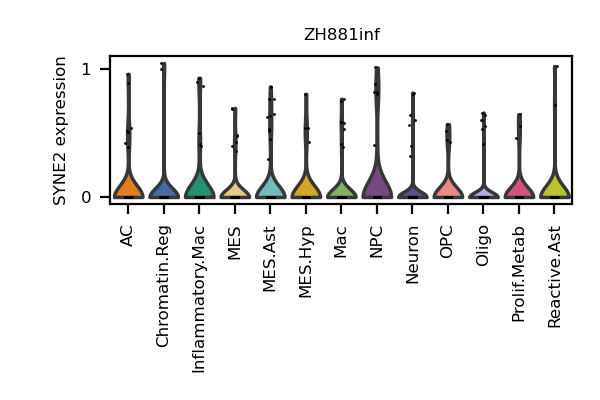 ZH881inf
SYNE2 expression
1
0
AC
Chromatin.Reg
Inflammatory.Mac
MES
MES.Ast
MES.Hyp
Mac
NPC
Neuron
OPC
Oligo
Prolif.Metab
Reactive.Ast